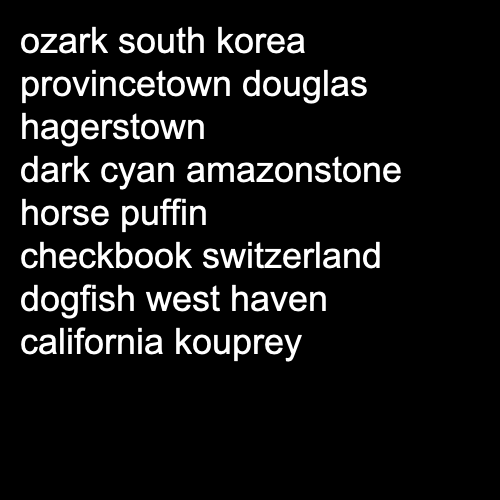 ozark south korea
provincetown douglas
hagerstown
dark cyan amazonstone
horse puffin
checkbook switzerland
dogfish west haven
california kouprey